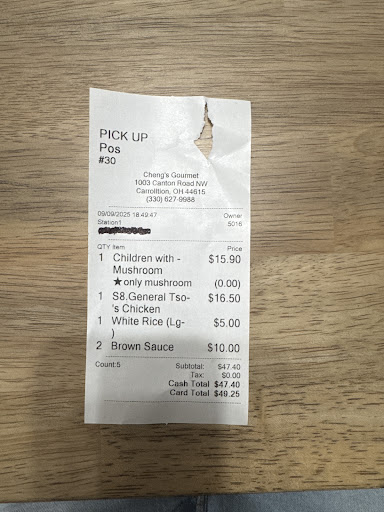 PICK UP
Pos
#30
Cheng's Gourmet
1003 Canton Road NW
Carrollton, OH 44615
(330) 627-9988
09/09/2025 18:49:47 Owner
Station1 5016
QTY Item Price
1 Children with - $15.90
Mushroom
★only mushroom (0.00)
1 S8.General Tso- $16.50
's Chicken
1 White Rice (Lg- $5.00
)
2 Brown Sauce $10.00
Count:5 Subtotal: $47.40
Tax: $0.00
Cash Total $47.40
Card Total $49.25